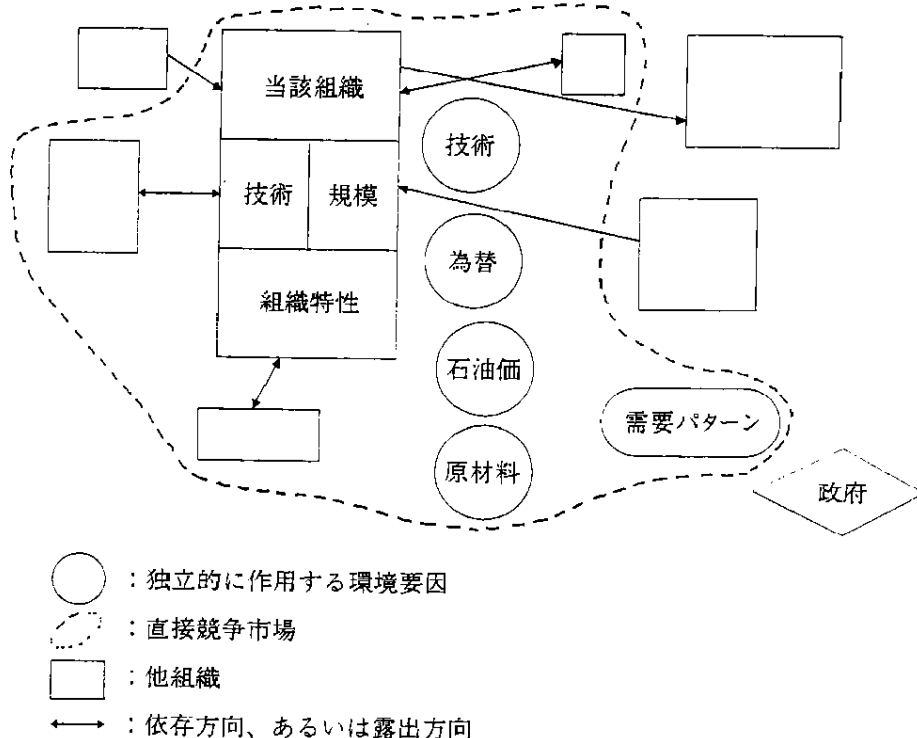 当該組織
技術
技術
規模
為替
組織特性
石油価
需要パターン
原材料
政府
：独立的に作用する環境要因
：直接競争市場
：他組織
：依存方向、あるいは露出方向